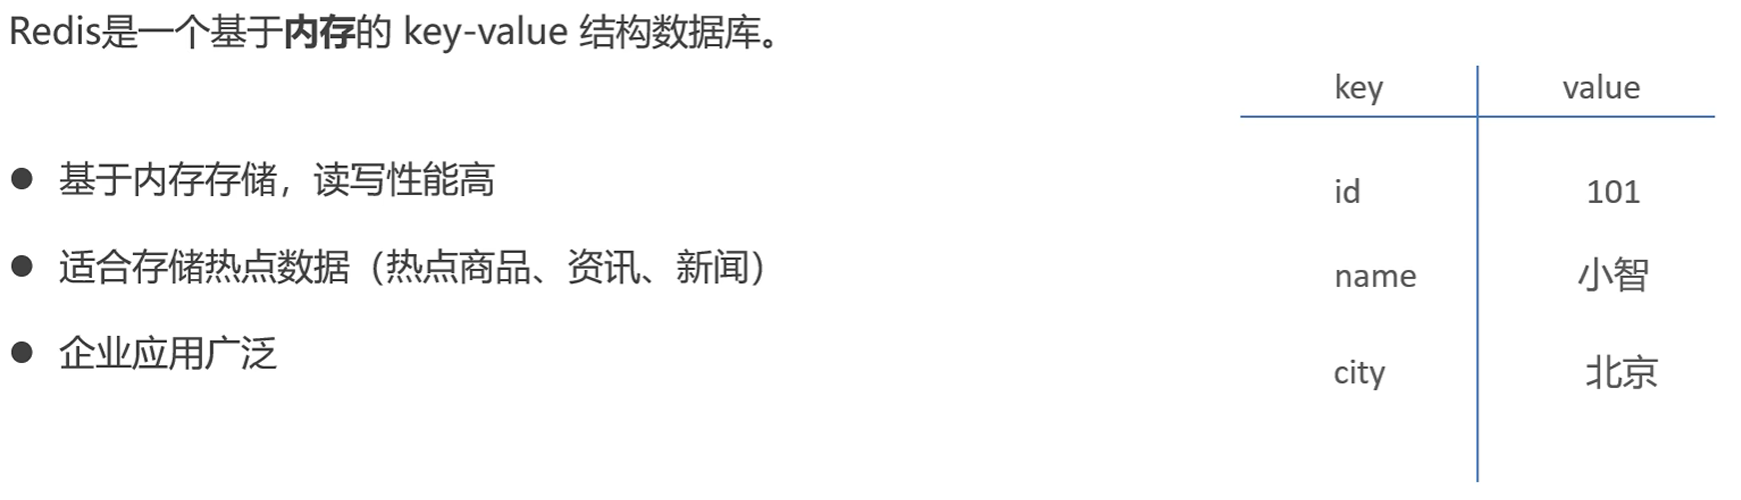 Redis是一个基于内存的 key-value 结构数据库。
● 基于内存存储，读写性能高
● 适合存储热点数据（热点商品、资讯、新闻）
● 企业应用广泛
key value
id 101
name 小智
city 北京